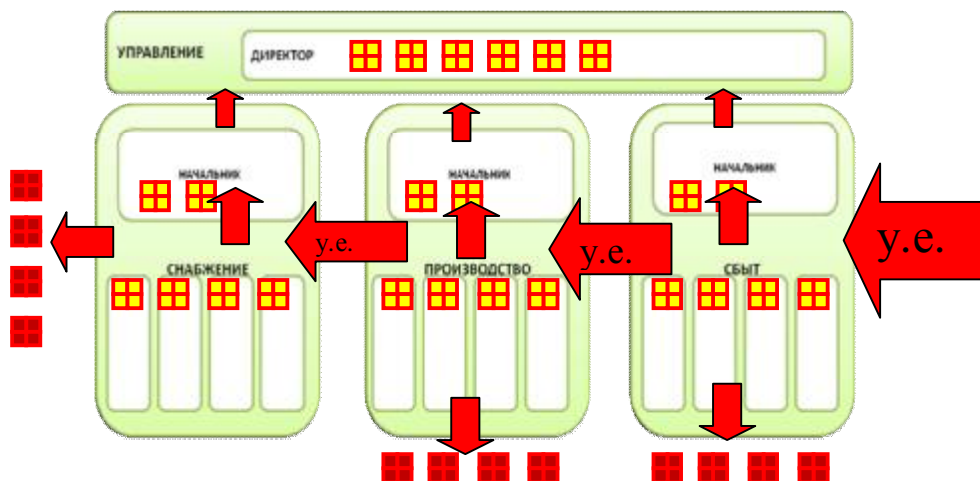 УПРАВЛЕНИЕ
ДИРЕКТОР
НАЧАЛЬНИК
НАЧАЛЬНИК
НАЧАЛЬНИК
у.е.
у.е.
у.е.
СНАБЖЕНИЕ
ПРОИЗВОДСТВО
СБЫТ